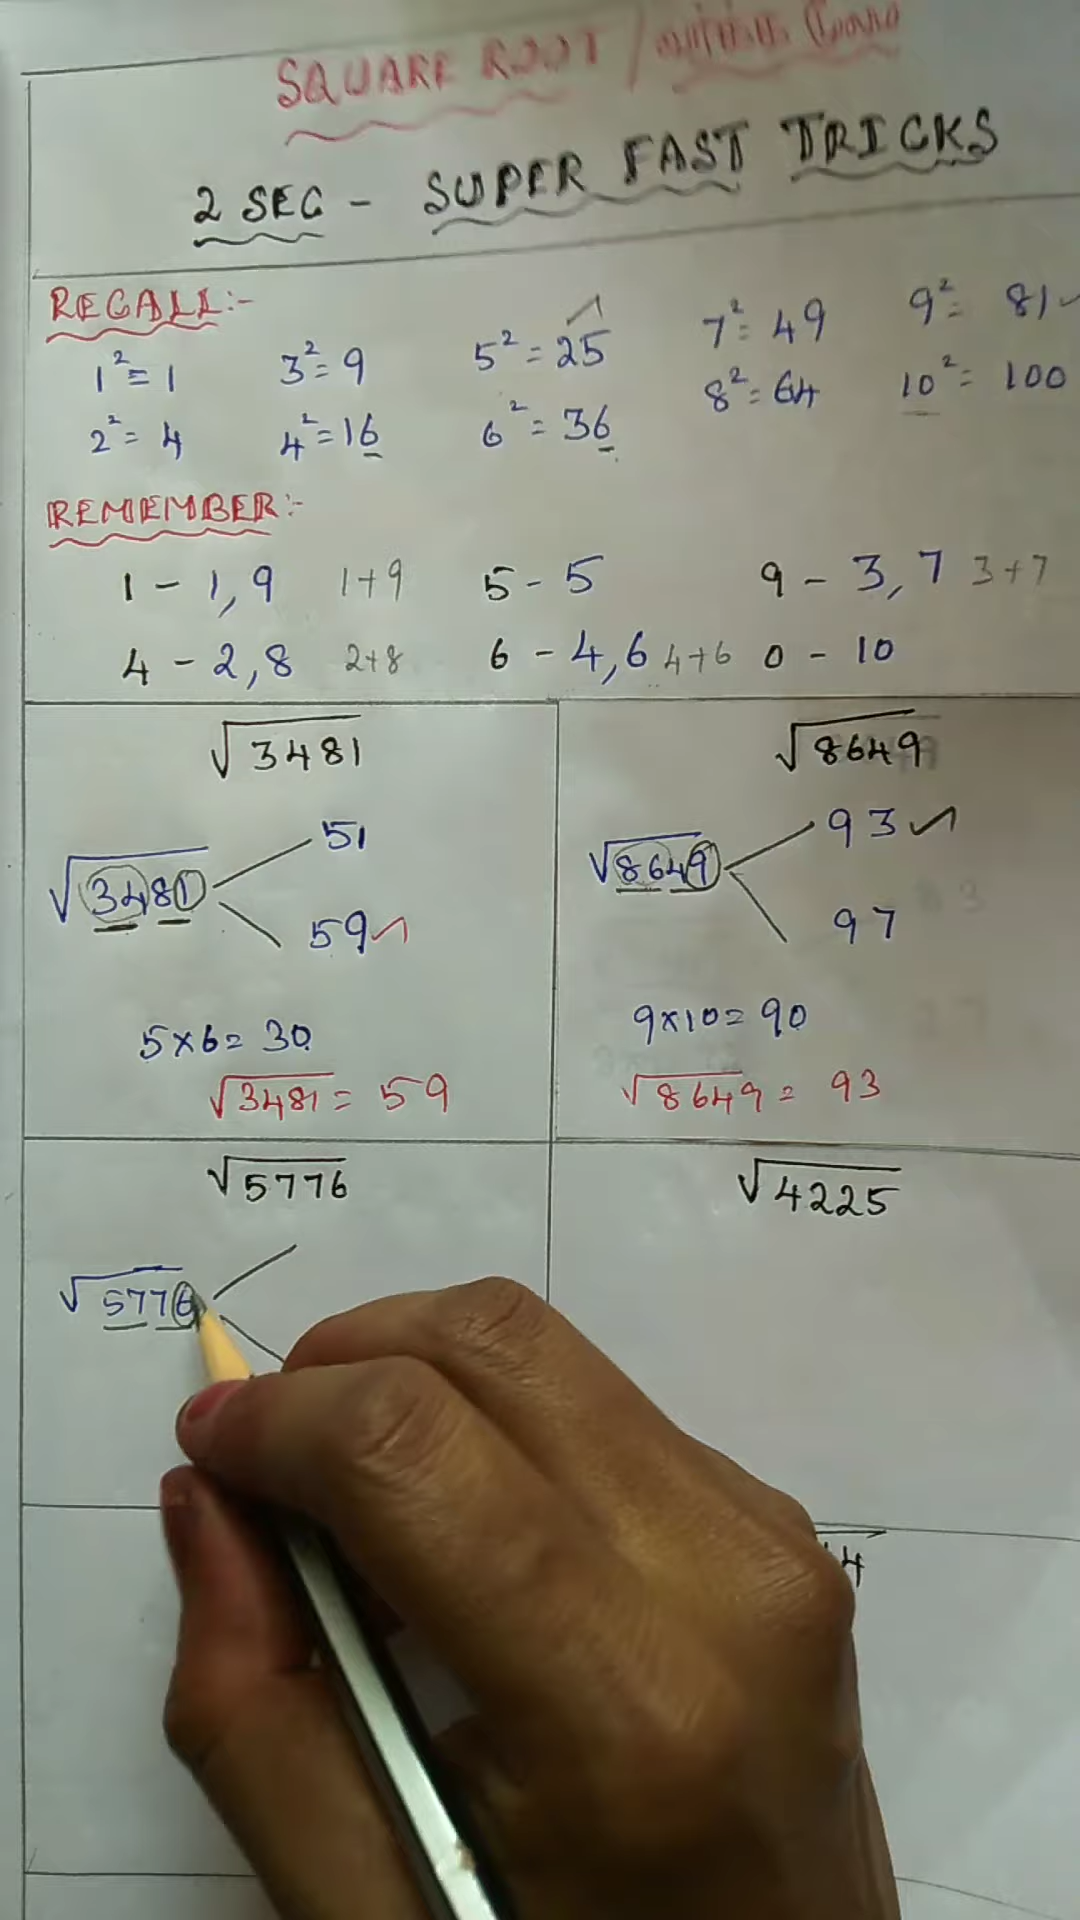 SQUARE ROOT /
2 SEC - SUPER FAST TRICKS
RECALL:-
1² = 1 3² = 9 5² = 25 7² = 49 9² = 81
2² = 4 4² = 16 6² = 36 8² = 64 10² = 100
REMEMBER:-
1 - 1, 9 1+9 5 - 5 9 - 3, 7 3+7
4 - 2, 8 2+8 6 - 4, 6 4+6 0 - 10
√3481
√3481
51
59
5×6= 30
√3481 = 59
√8649
√8649
93
97
9×10= 90
√8649 = 93
√5776
√5776
√4225
4